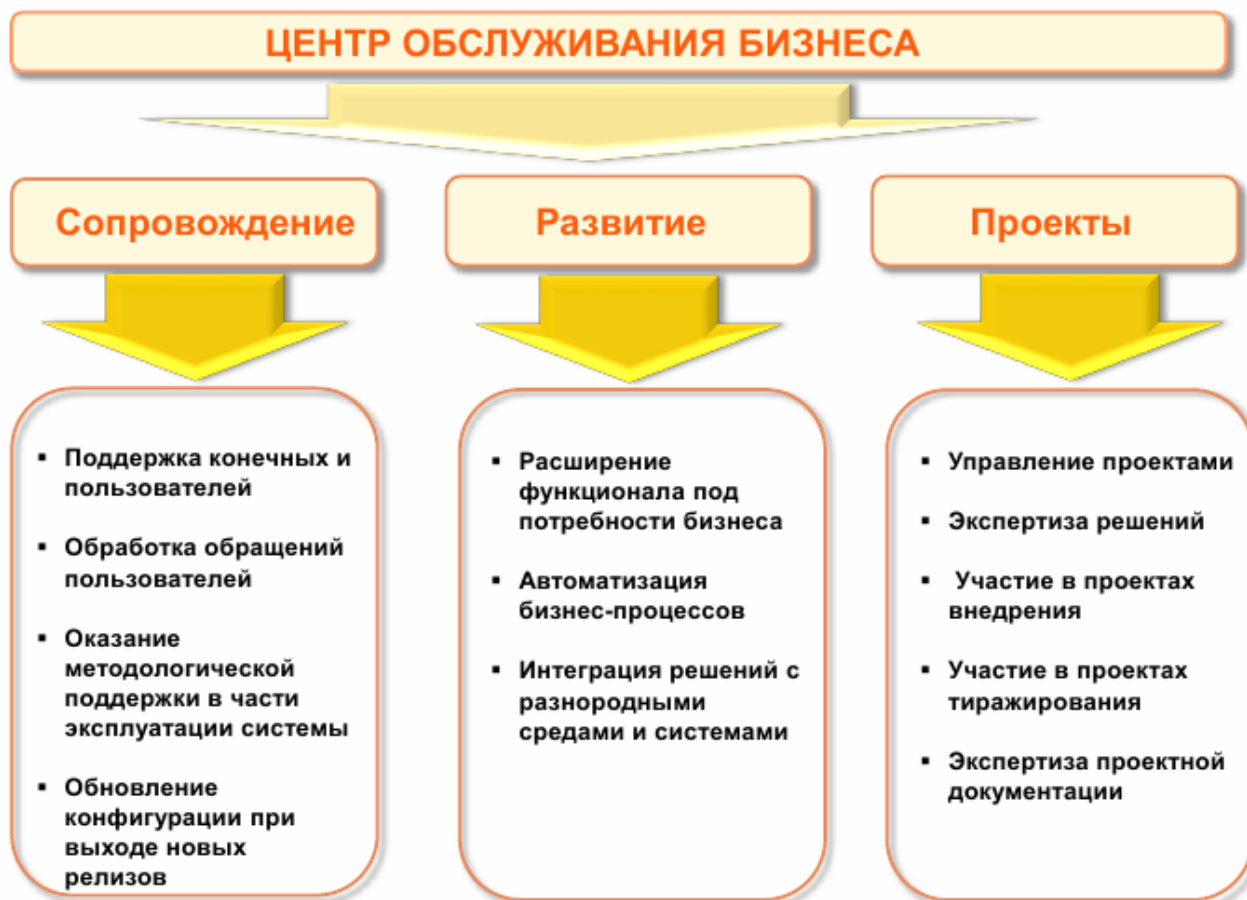 ЦЕНТР ОБСЛУЖИВАНИЯ БИЗНЕСА
Сопровождение
Развитие
Проекты
▪ Поддержка конечных и
пользователей
▪ Обработка обращений
пользователей
▪ Оказание
методологической
поддержки в части
эксплуатации системы
▪ Обновление
конфигурации при
выходе новых
релизов
▪ Расширение
функционала под
потребности бизнеса
▪ Автоматизация
бизнес-процессов
▪ Интеграция решений с
разнородными
средами и системами
▪ Управление проектами
▪ Экспертиза решений
▪ Участие в проектах
внедрения
▪ Участие в проектах
тиражирования
▪ Экспертиза проектной
документации